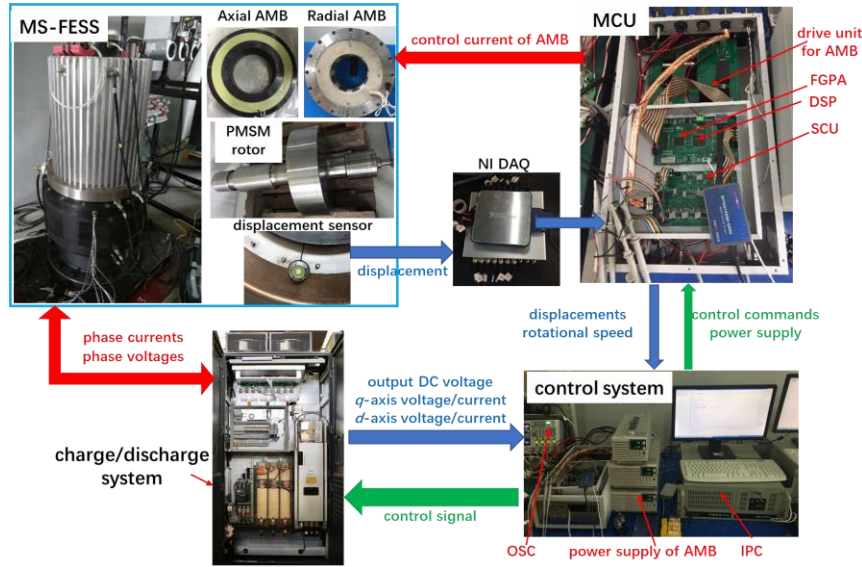 MS-FESS
Axial AMB
Radial AMB
PMSM
rotor
displacement sensor
control current of AMB
MCU
drive unit
for AMB
FGPA
DSP
SCU
NI DAQ
displacement
displacements
rotational speed
control commands
power supply
phase currents
phase voltages
output DC voltage
q-axis voltage/current
d-axis voltage/current
control system
charge/discharge
system
control signal
OSC
power supply of AMB
IPC